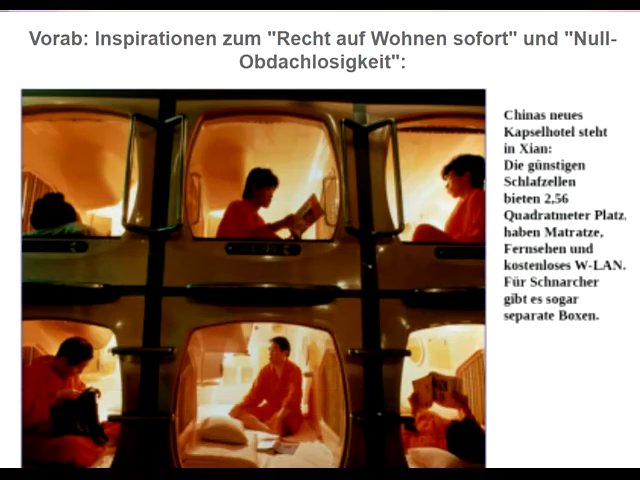 Vorab: Inspirationen zum "Recht auf Wohnen sofort" und "Null-
Obdachlosigkeit":
Chinas neues
Kapselhotel steht
in Xian:
Die günstigen
Schlafzellen
bieten 2,56
Quadratmeter Platz,
haben Matratze,
Fernsehen und
kostenloses W-LAN.
Für Schnarcher
gibt es sogar
separate Boxen.